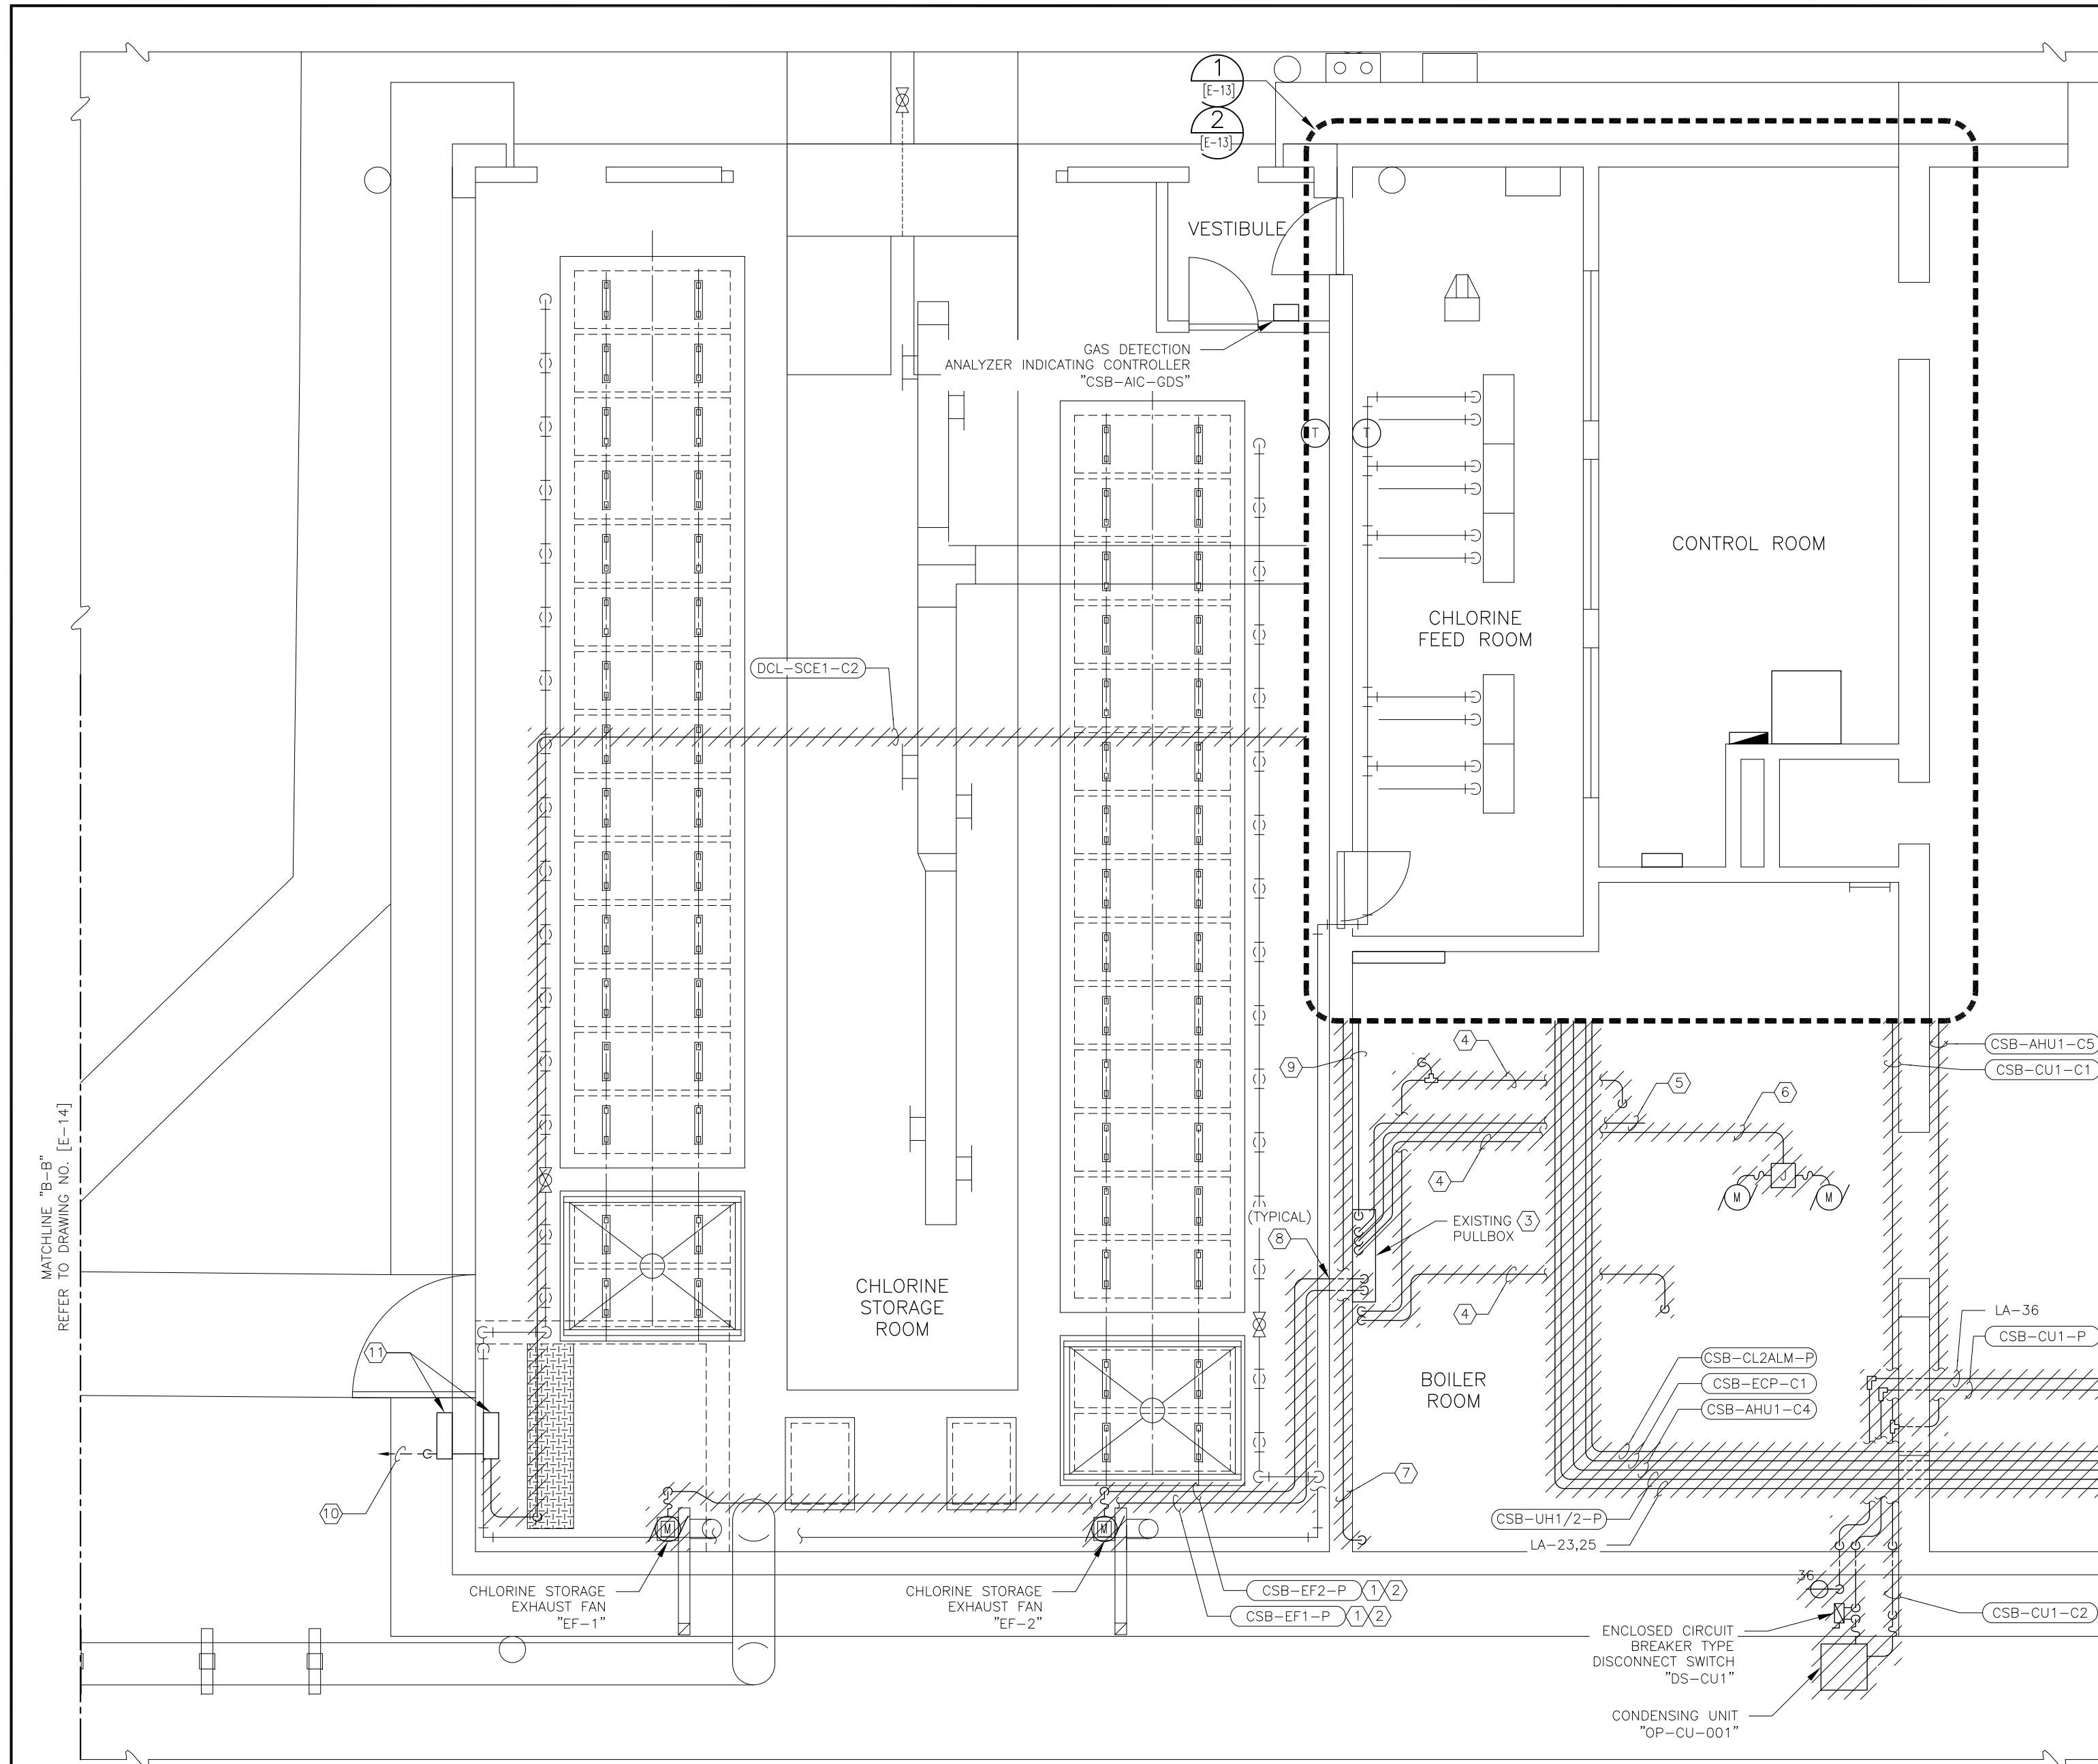 1
[E-13]
2
[E-13]
VESTIBULE
GAS DETECTION
ANALYZER INDICATING CONTROLLER
"CSB-AIC-GDS"
T
T
CONTROL ROOM
CHLORINE
FEED ROOM
DCL-SCE1-C2
CSB-AHU1-C5
CSB-CU1-C1
9
4
5
6
4
J
M
M
MATCHLINE "B-B"
REFER TO DRAWING NO. [E-14]
(TYPICAL)
8
EXISTING 3
PULLBOX
4
CHLORINE
STORAGE
ROOM
LA-36
CSB-CU1-P
11
BOILER
ROOM
CSB-CL2ALM-P
CSB-ECP-C1
CSB-AHU1-C4
7
10
CSB-UH1/2-P
LA-23,25
M
M
CHLORINE STORAGE
EXHAUST FAN
"EF-1"
CHLORINE STORAGE
EXHAUST FAN
"EF-2"
CSB-EF2-P 1 2
CSB-EF1-P 1 2
36
CSB-CU1-C2
ENCLOSED CIRCUIT
BREAKER TYPE
DISCONNECT SWITCH
"DS-CU1"
CONDENSING UNIT
"OP-CU-001"